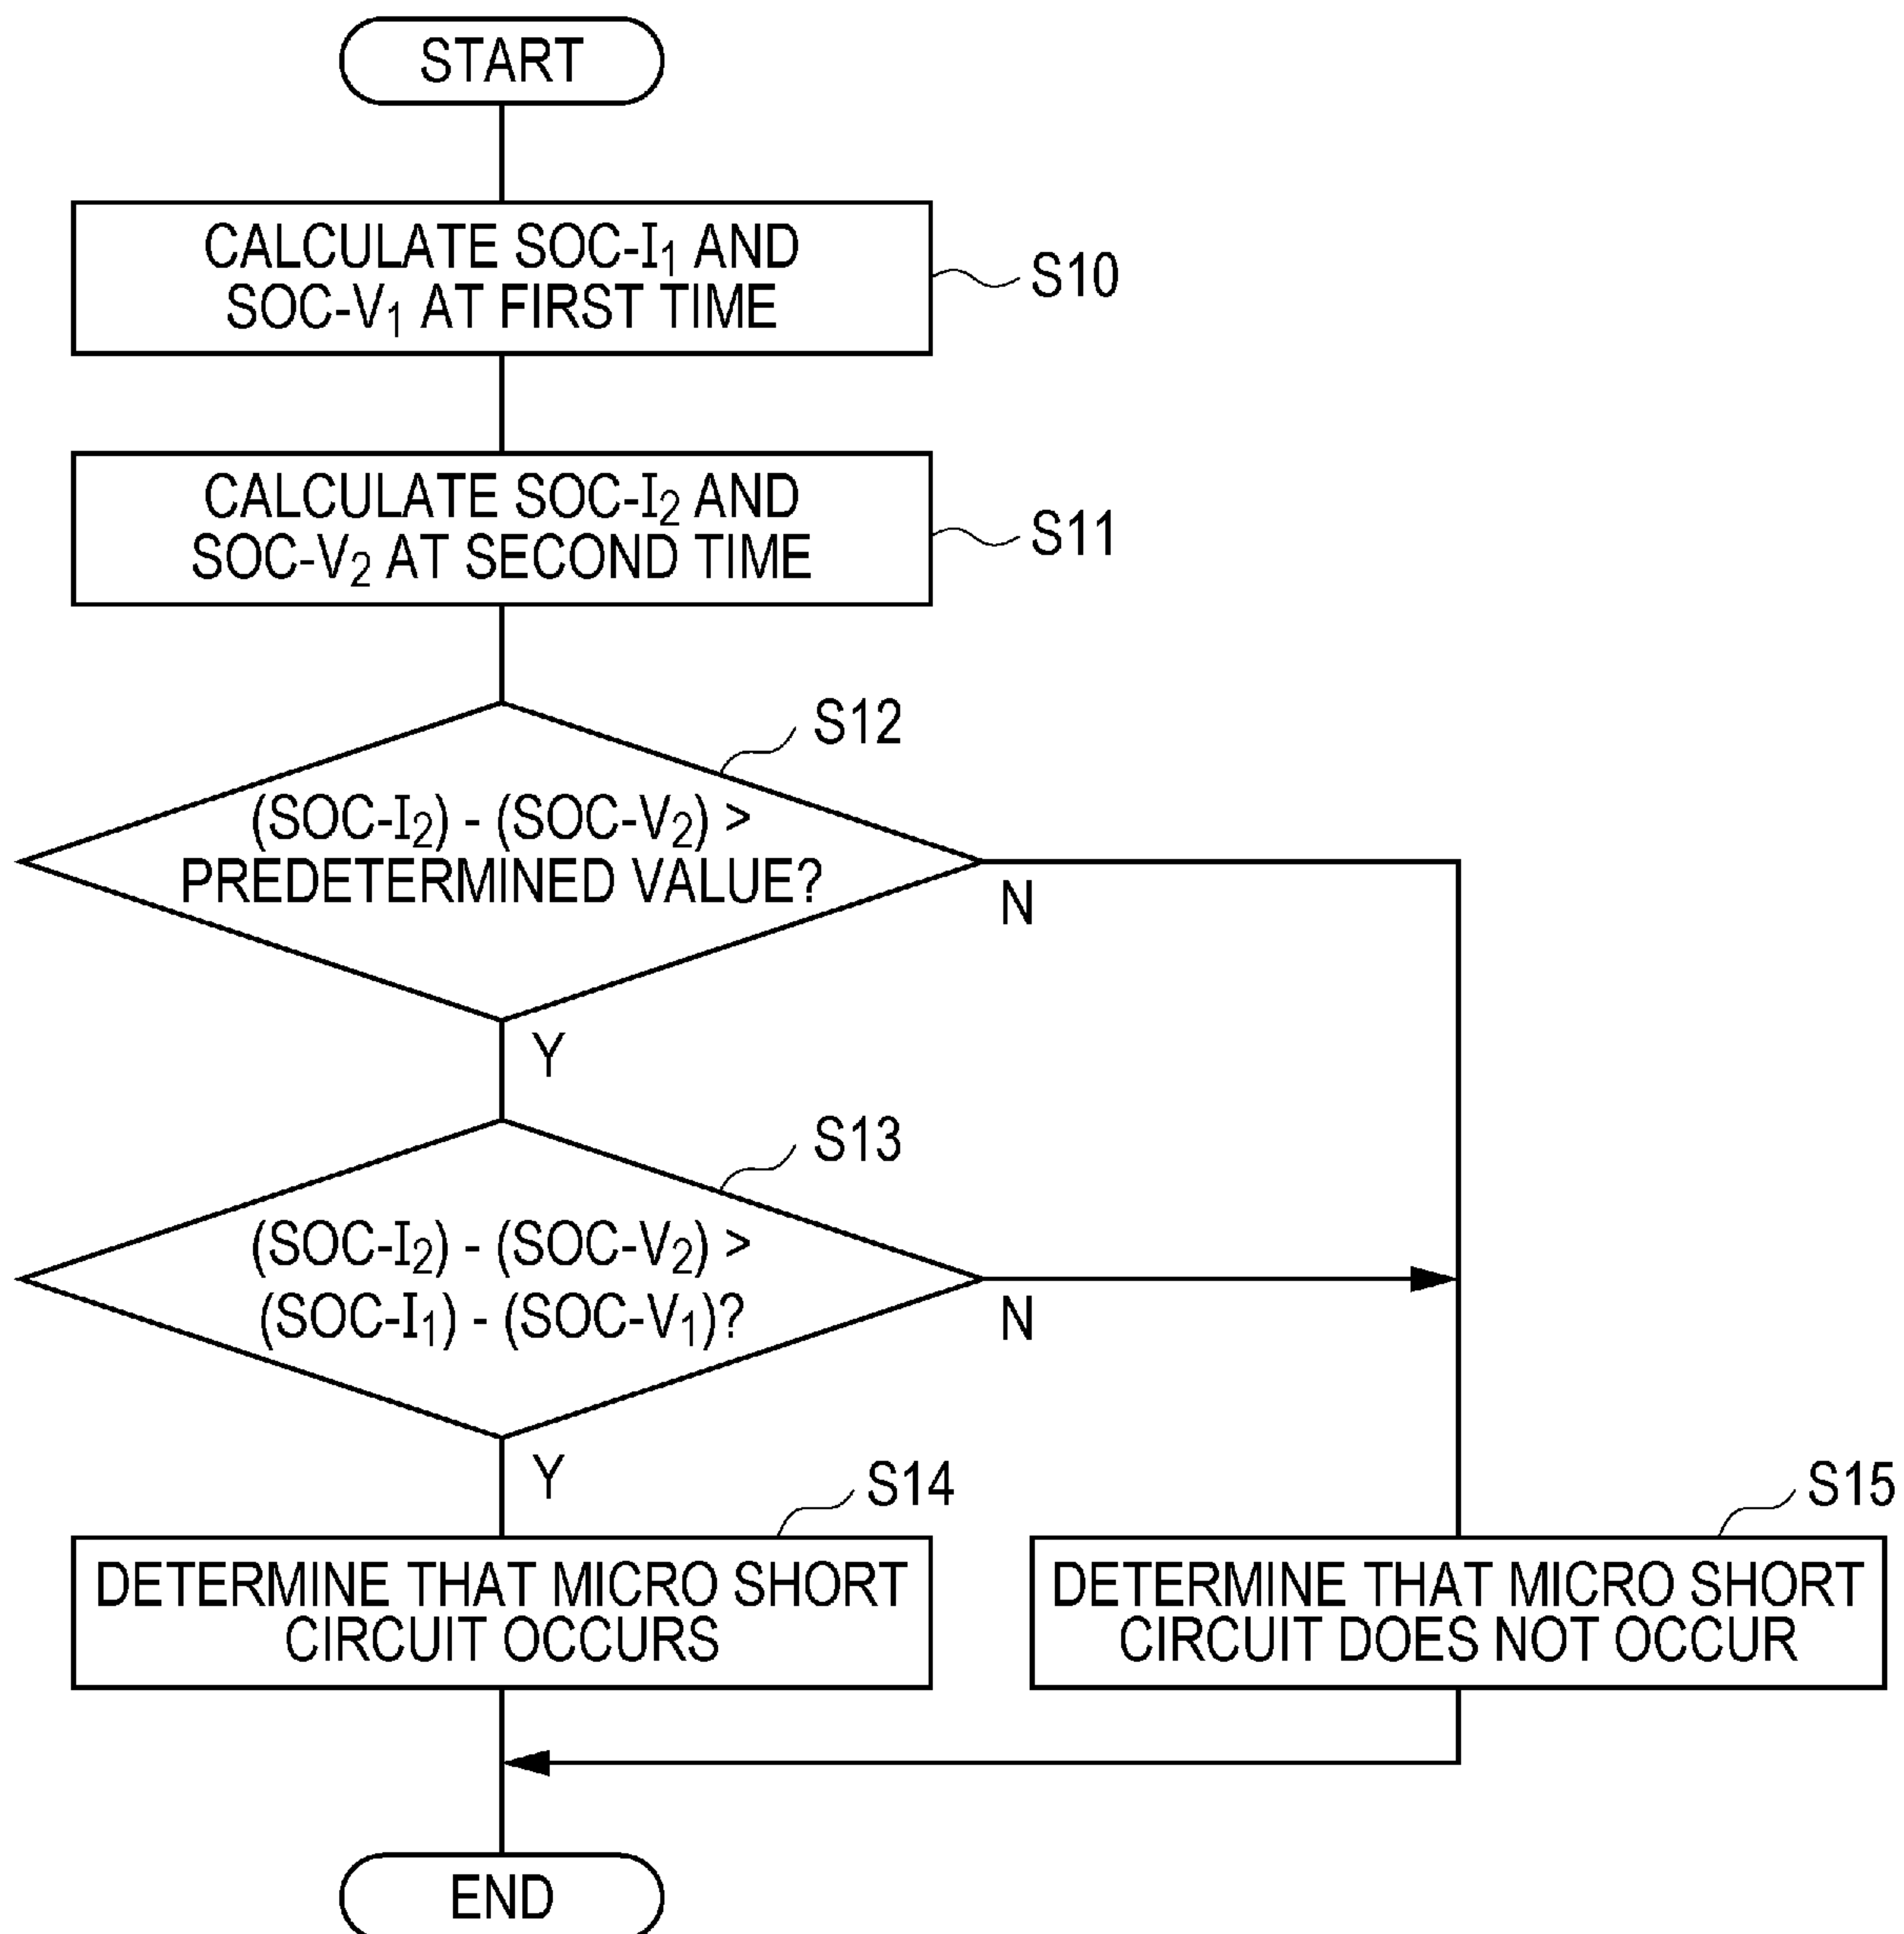 START
CALCULATE SOC-I₁ AND
SOC-V₁ AT FIRST TIME
S10
CALCULATE SOC-I₂ AND
SOC-V₂ AT SECOND TIME
S11
S12
(SOC-I₂) - (SOC-V₂) >
PREDETERMINED VALUE?
N
Y
S13
(SOC-I₂) - (SOC-V₂) >
(SOC-I₁) - (SOC-V₁)?
N
Y
S14
DETERMINE THAT MICRO SHORT
CIRCUIT OCCURS
S15
DETERMINE THAT MICRO SHORT
CIRCUIT DOES NOT OCCUR
END